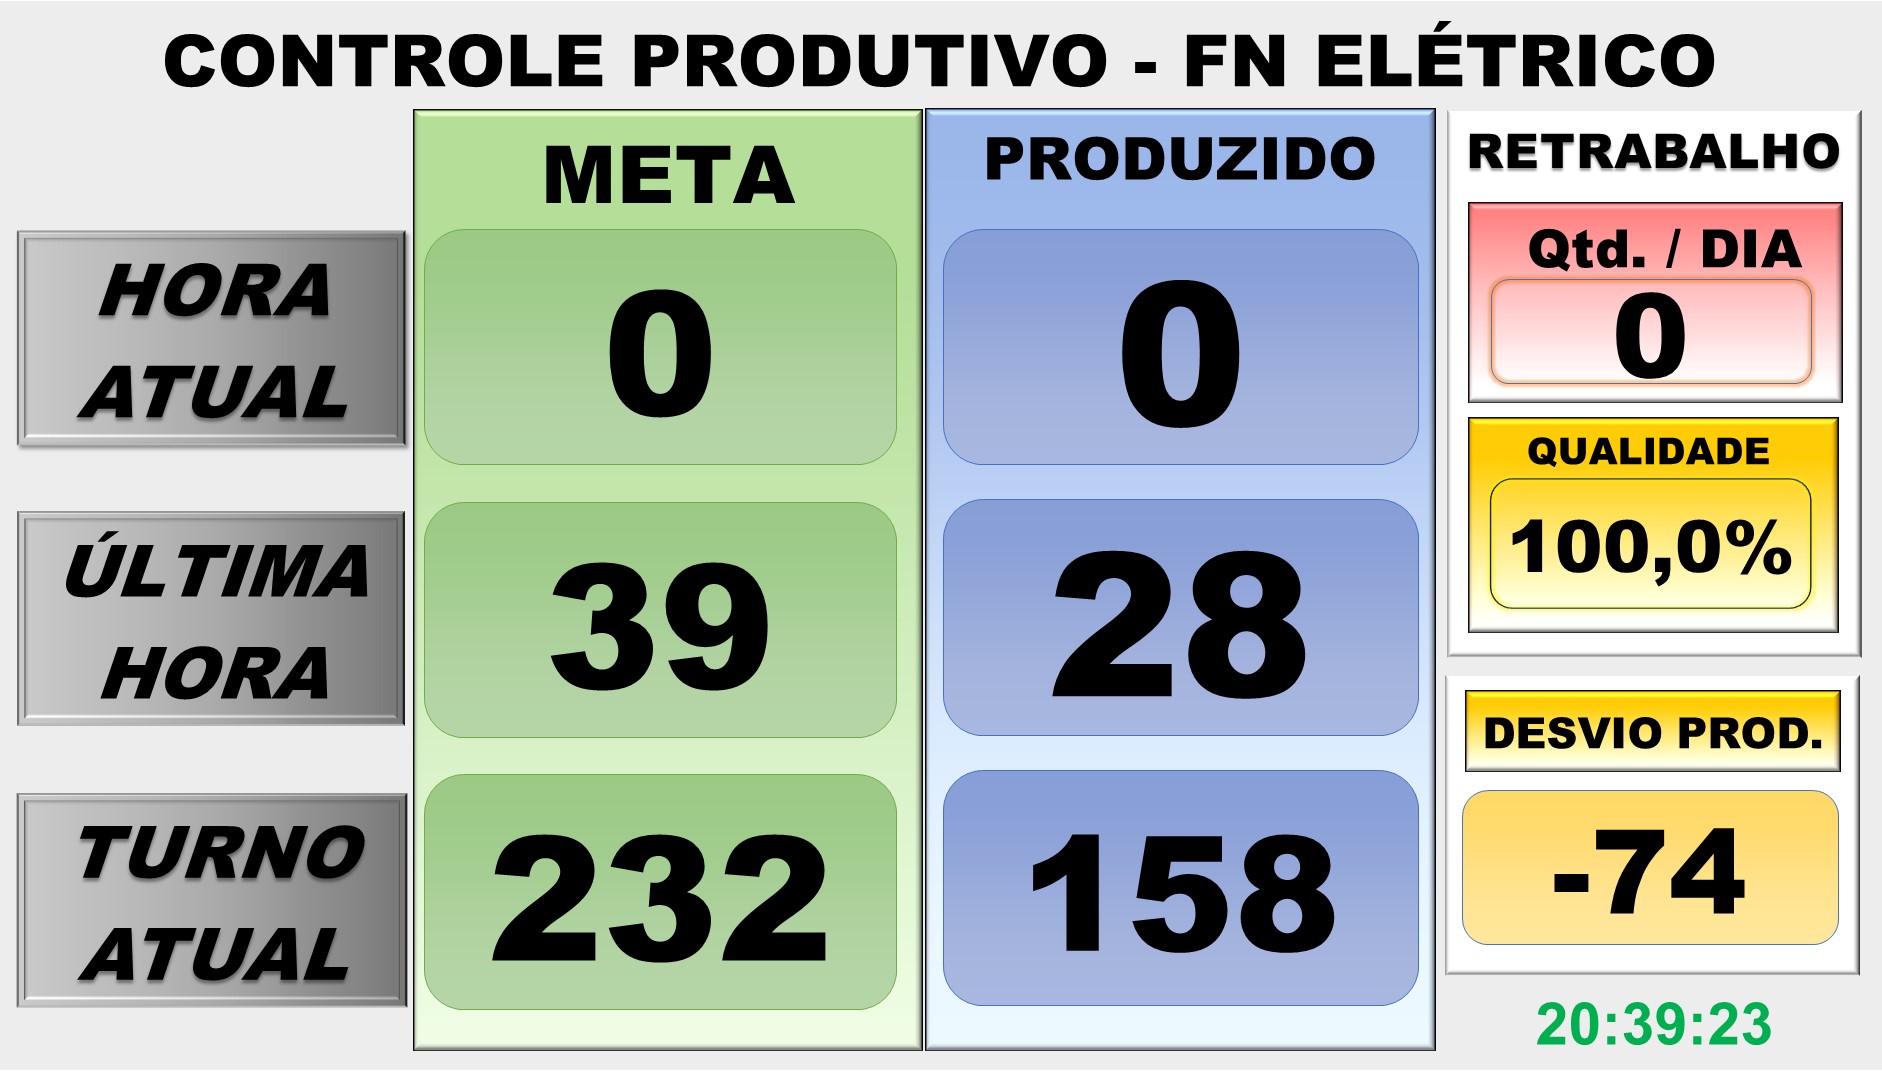 CONTROLE PRODUTIVO - FN ELÉTRICO
META
PRODUZIDO
RETRABALHO
HORA
ATUAL
0
0
Qtd. / DIA
0
QUALIDADE
100,0%
ÚLTIMA
HORA
39
28
DESVIO PROD.
-74
TURNO
ATUAL
232
158
20:39:23